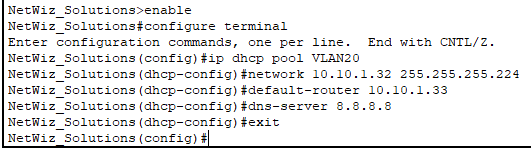 NetWiz_Solutions>enable
NetWiz_Solutions#configure terminal
Enter configuration commands, one per line.  End with CNTL/Z.
NetWiz_Solutions(config)#ip dhcp pool VLAN20
NetWiz_Solutions(dhcp-config)#network 10.10.1.32 255.255.255.224
NetWiz_Solutions(dhcp-config)#default-router 10.10.1.33
NetWiz_Solutions(dhcp-config)#dns-server 8.8.8.8
NetWiz_Solutions(dhcp-config)#exit
NetWiz_Solutions(config)#